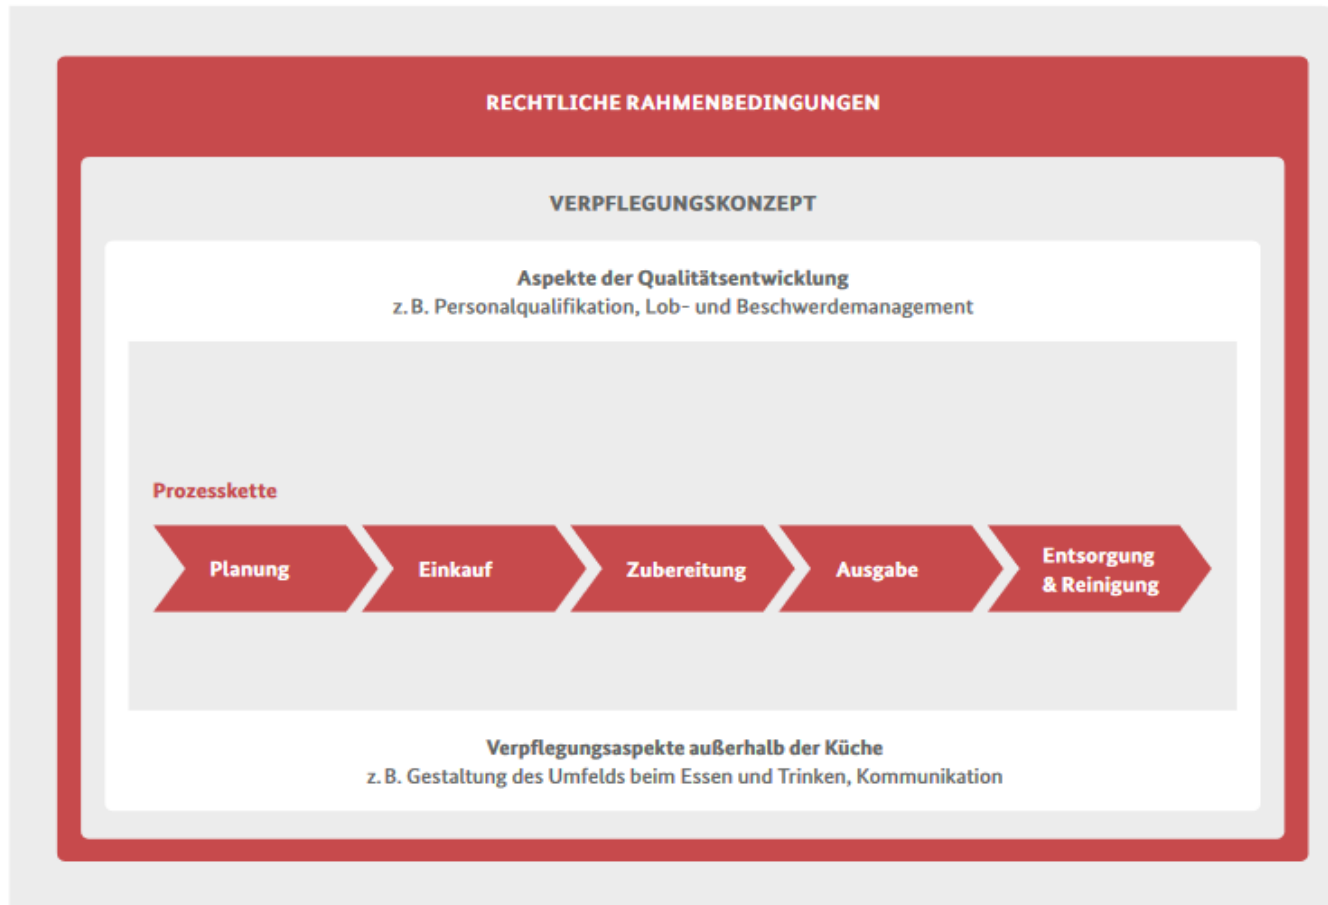 RECHTLICHE RAHMENBEDINGUNGEN
VERPFLEGUNGSKONZEPT
Aspekte der Qualitätsentwicklung
z. B. Personalqualifikation, Lob- und Beschwerdemanagement
Prozesskette
Planung
Einkauf
Zubereitung
Ausgabe
Entsorgung
& Reinigung
Verpflegungsaspekte außerhalb der Küche
z. B. Gestaltung des Umfelds beim Essen und Trinken, Kommunikation